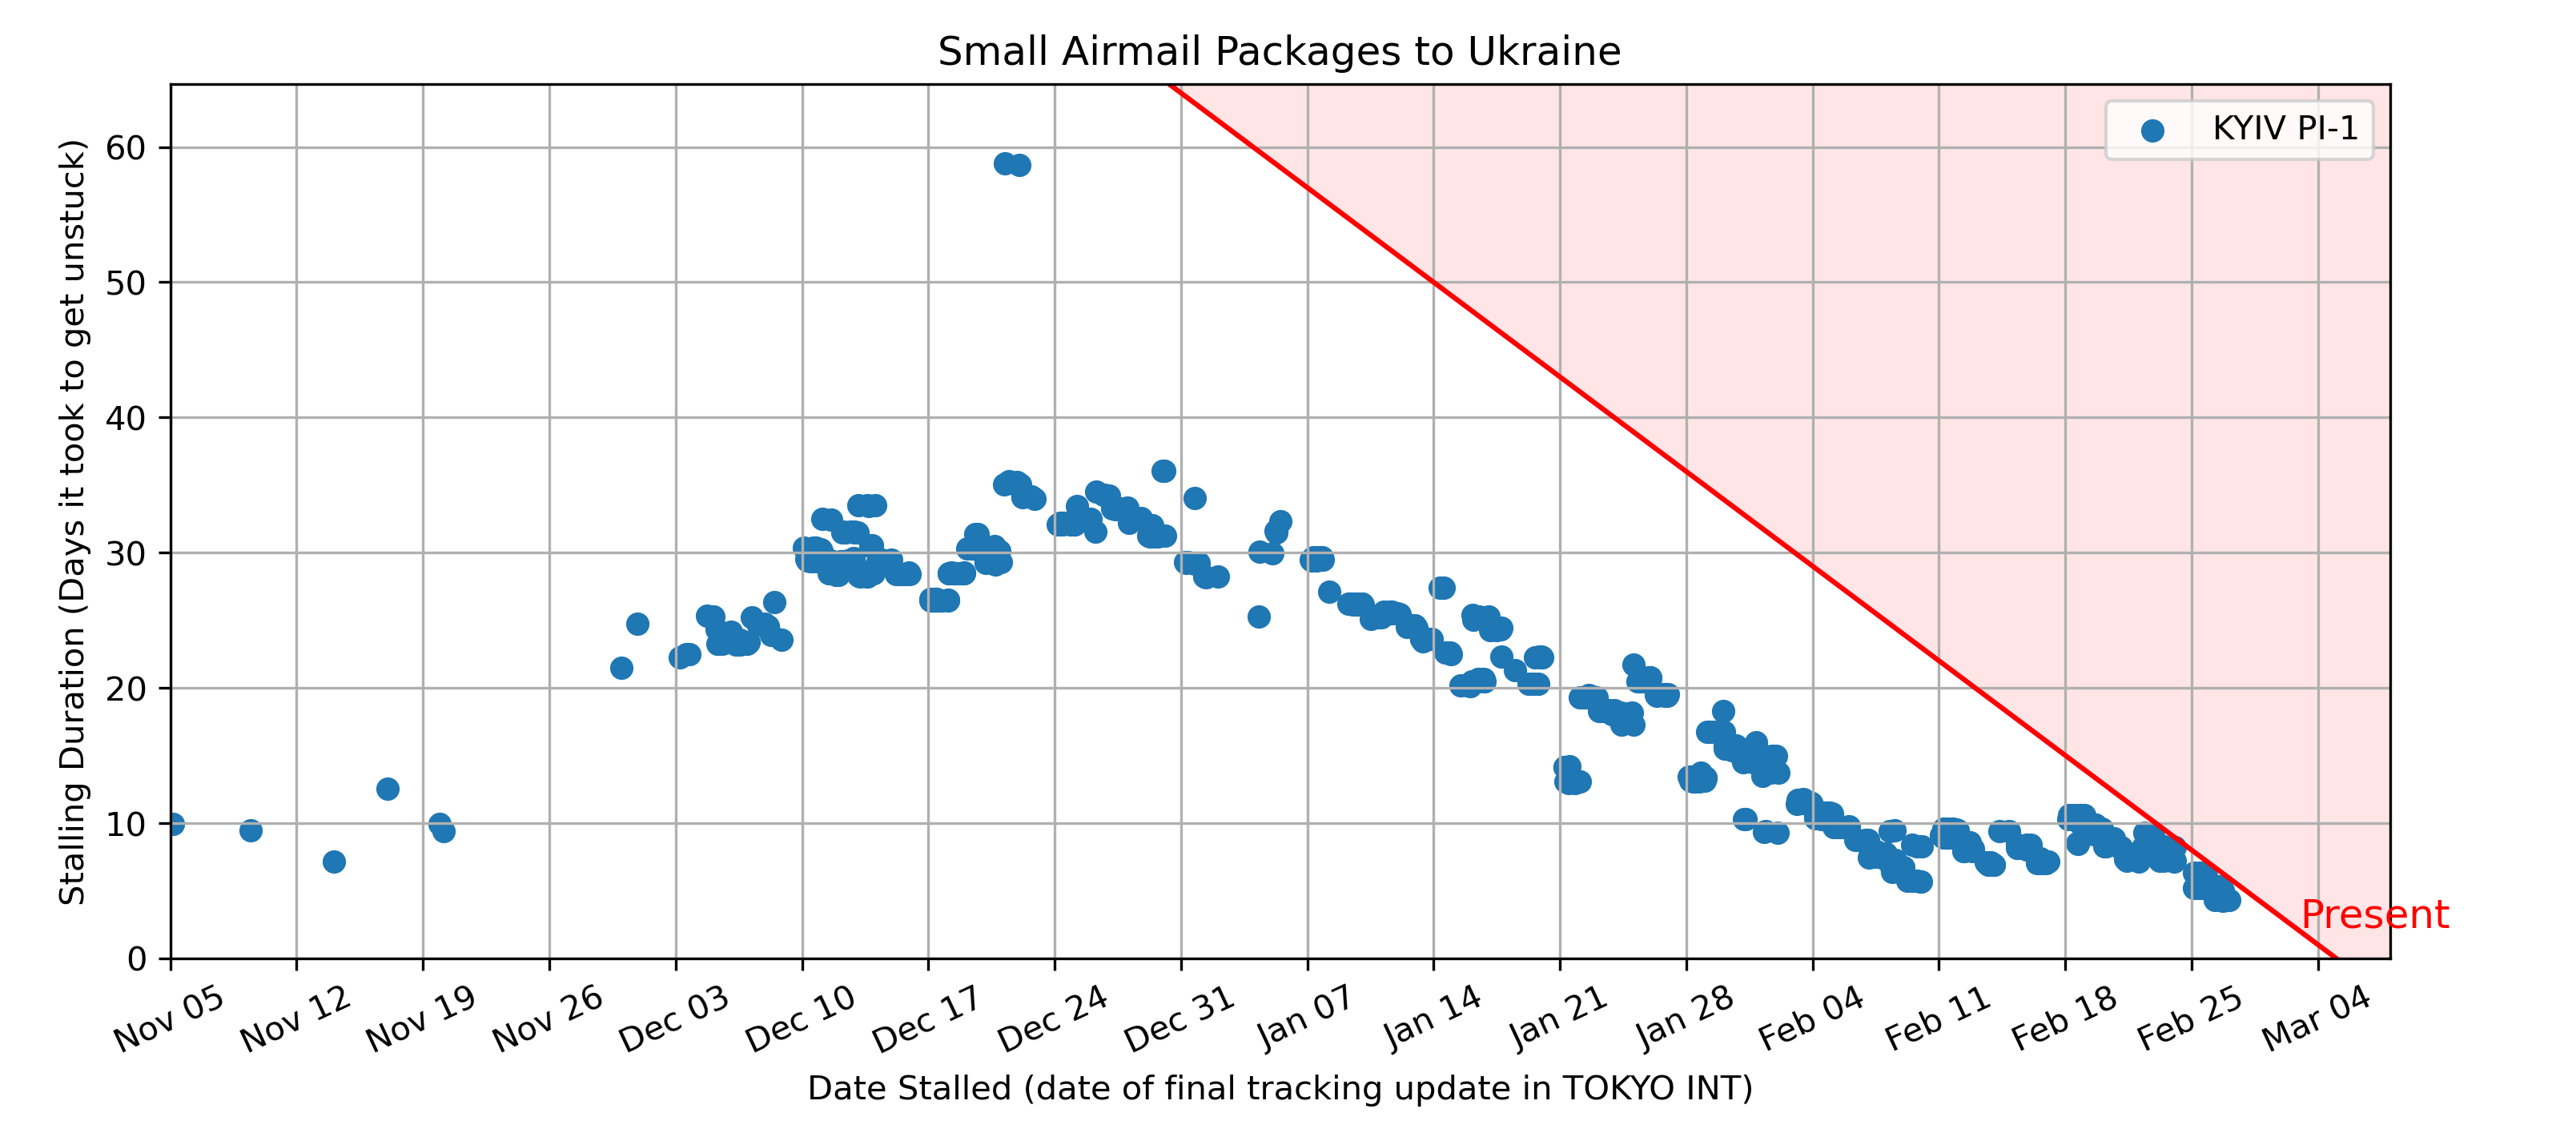 Small Airmail Packages to Ukraine
KYIV PI-1
Stalling Duration (Days it took to get unstuck)
60
50
40
30
20
10
0
Present
Nov 05
Nov 12
Nov 19
Nov 26
Dec 03
Dec 10
Dec 17
Dec 24
Dec 31
Jan 07
Jan 14
Jan 21
Jan 28
Feb 04
Feb 11
Feb 18
Feb 25
Mar 04
Date Stalled (date of final tracking update in TOKYO INT)